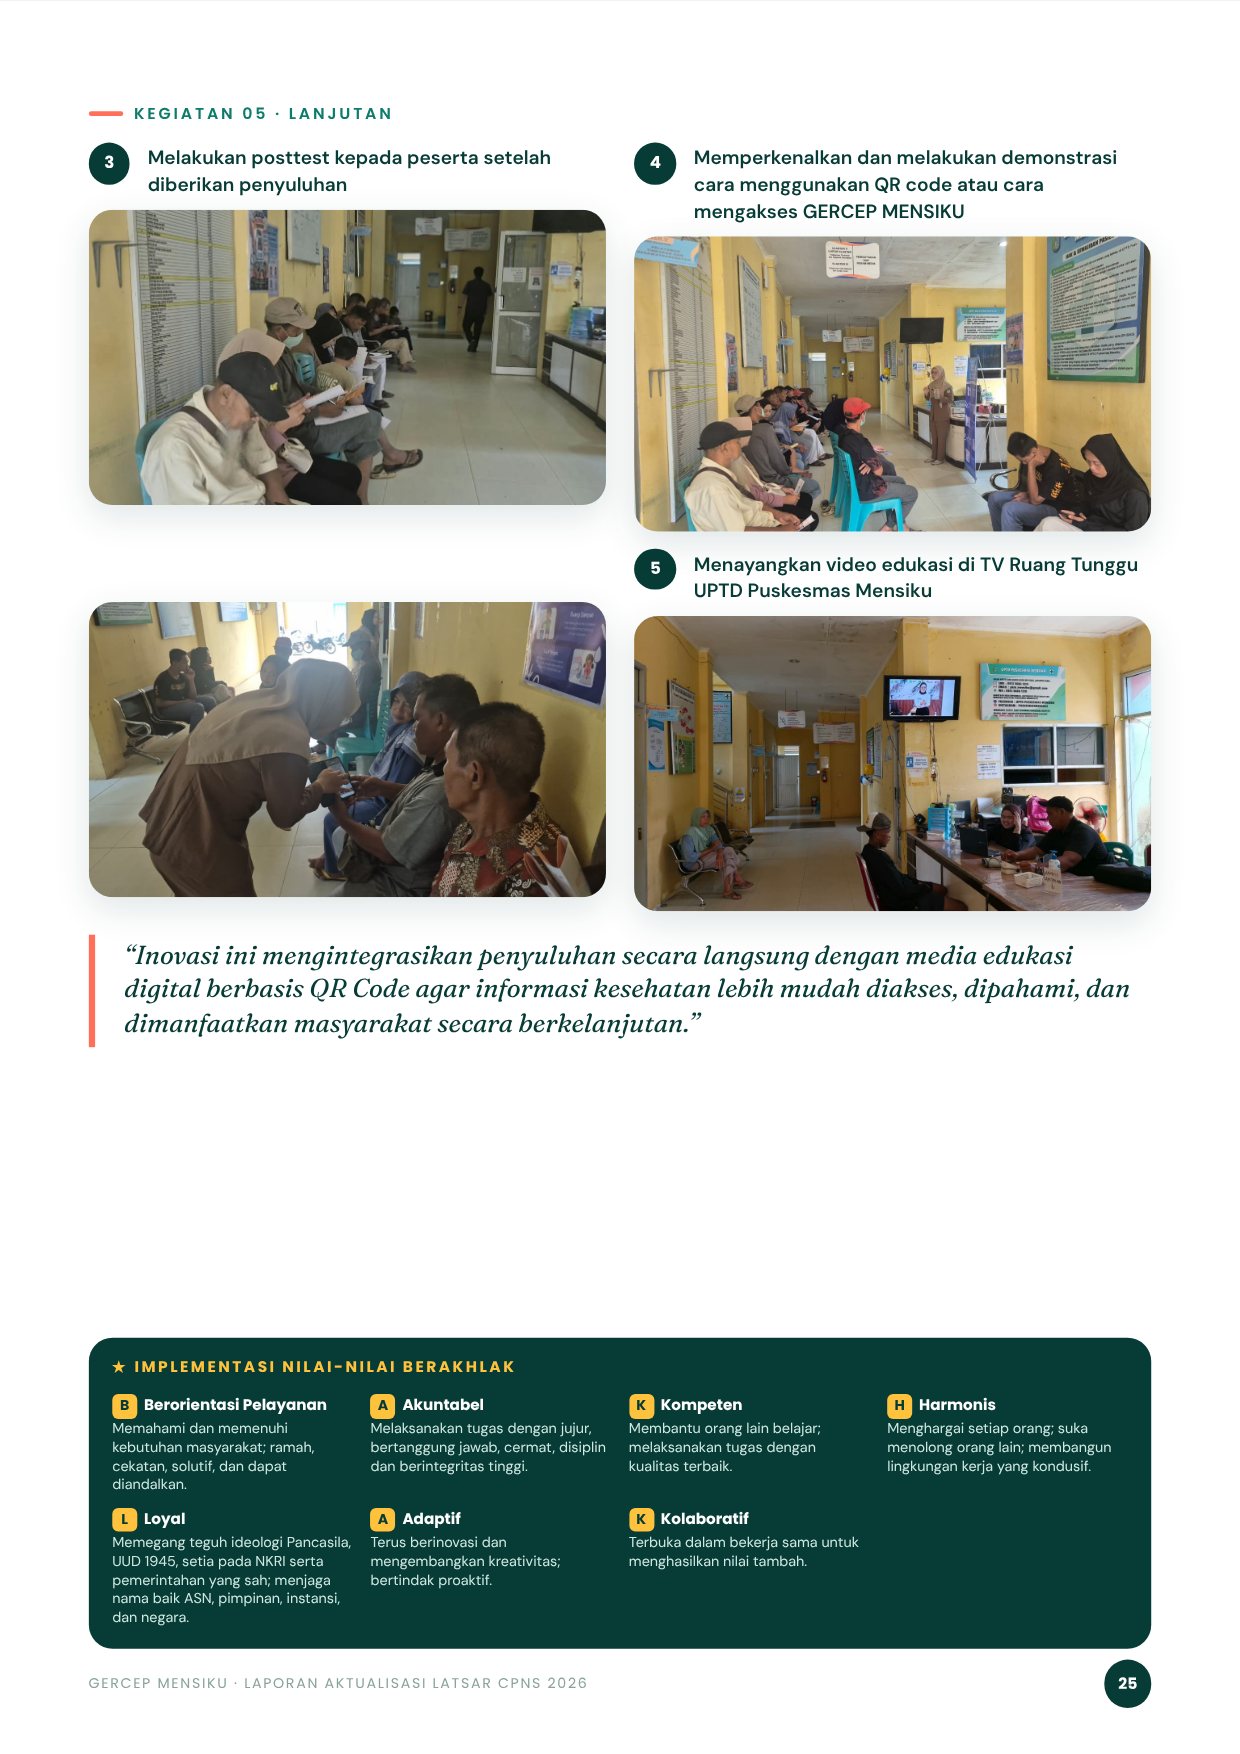 KEGIATAN 05 · LANJUTAN
3
Melakukan posttest kepada peserta setelah
diberikan penyuluhan
4
Memperkenalkan dan melakukan demonstrasi
cara menggunakan QR code atau cara
mengakses GERCEP MENSIKU
5
Menayangkan video edukasi di TV Ruang Tunggu
UPTD Puskesmas Mensiku
“Inovasi ini mengintegrasikan penyuluhan secara langsung dengan media edukasi
digital berbasis QR Code agar informasi kesehatan lebih mudah diakses, dipahami, dan
dimanfaatkan masyarakat secara berkelanjutan.”
★ IMPLEMENTASI NILAI-NILAI BERAKHLAK
B Berorientasi Pelayanan
Memahami dan memenuhi
kebutuhan masyarakat; ramah,
cekatan, solutif, dan dapat
diandalkan.
A Akuntabel
Melaksanakan tugas dengan jujur,
bertanggung jawab, cermat, disiplin
dan berintegritas tinggi.
K Kompeten
Membantu orang lain belajar;
melaksanakan tugas dengan
kualitas terbaik.
H Harmonis
Menghargai setiap orang; suka
menolong orang lain; membangun
lingkungan kerja yang kondusif.
L Loyal
Memegang teguh ideologi Pancasila,
UUD 1945, setia pada NKRI serta
pemerintahan yang sah; menjaga
nama baik ASN, pimpinan, instansi,
dan negara.
A Adaptif
Terus berinovasi dan
mengembangkan kreativitas;
bertindak proaktif.
K Kolaboratif
Terbuka dalam bekerja sama untuk
menghasilkan nilai tambah.
GERCEP MENSIKU · LAPORAN AKTUALISASI LATSAR CPNS 2026
25